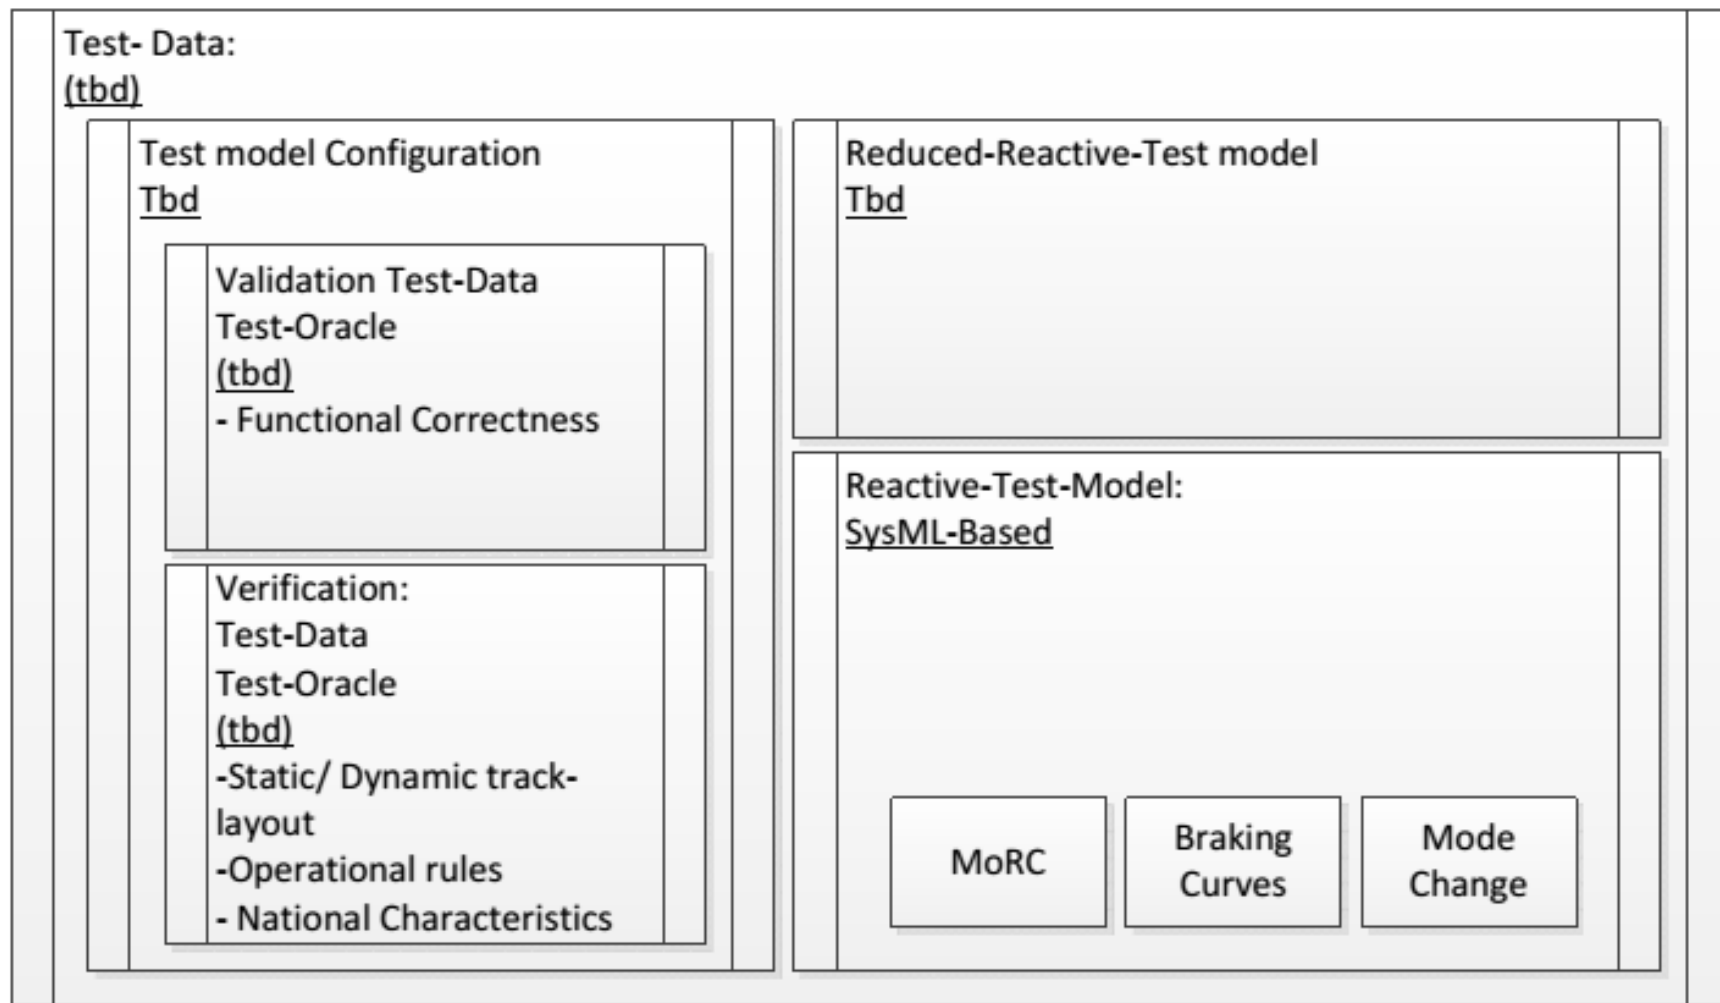 Test- Data:
(tbd)
Test model Configuration
Tbd
Validation Test-Data
Test-Oracle
(tbd)
- Functional Correctness
Verification:
Test-Data
Test-Oracle
(tbd)
-Static/ Dynamic track-
layout
-Operational rules
- National Characteristics
Reduced-Reactive-Test model
Tbd
Reactive-Test-Model:
SysML-Based
MoRC
Braking
Curves
Mode
Change